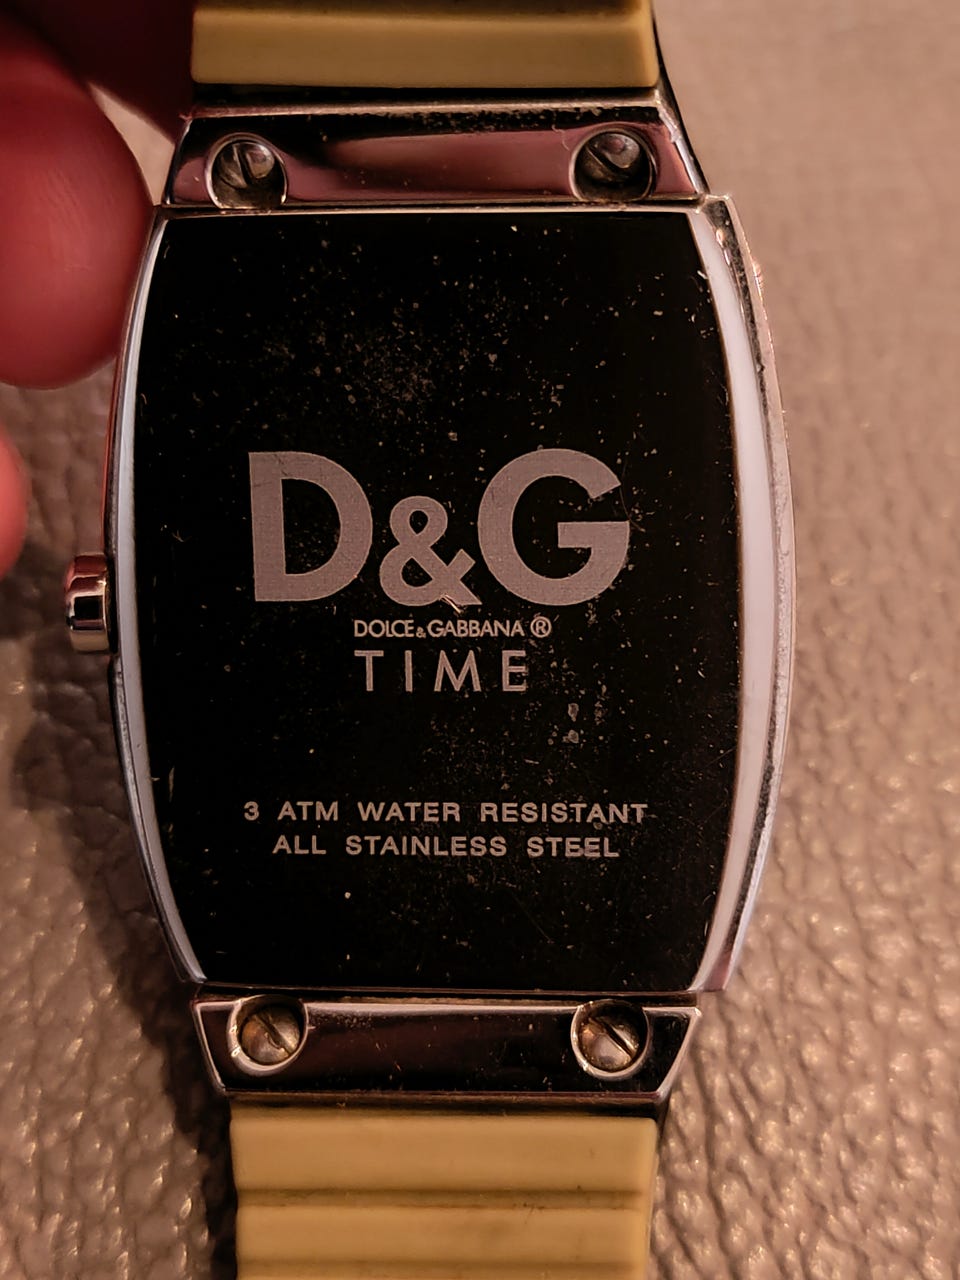 D&G
DOLCE & GABBANA ®
TIME
3 ATM WATER RESISTANT
ALL STAINLESS STEEL